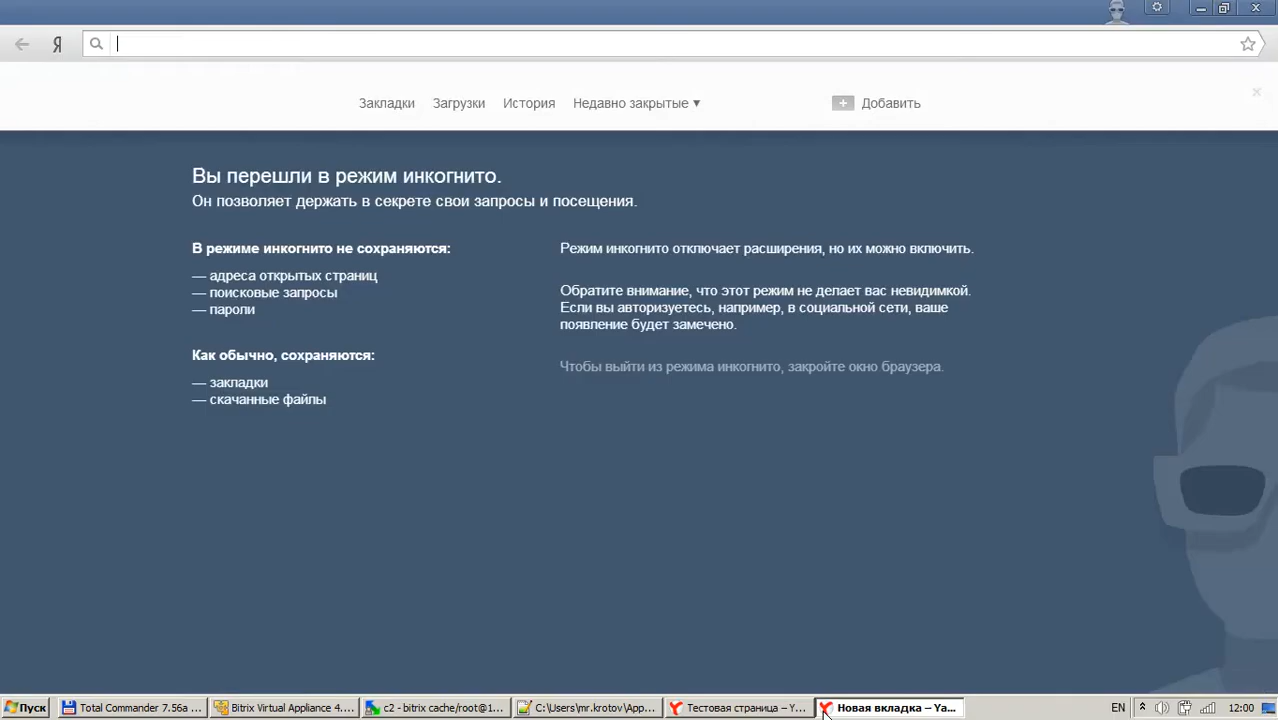 Я
Закладки Загрузки История Недавно закрытые ▾ Добавить
Вы перешли в режим инкогнито.
Он позволяет держать в секрете свои запросы и посещения.
В режиме инкогнито не сохраняются:
— адреса открытых страниц
— поисковые запросы
— пароли
Как обычно, сохраняются:
— закладки
— скачанные файлы
Режим инкогнито отключает расширения, но их можно включить.
Обратите внимание, что этот режим не делает вас невидимкой.
Если вы авторизуетесь, например, в социальной сети, ваше
появление будет замечено.
Чтобы выйти из режима инкогнито, закройте окно браузера.
Пуск Total Commander 7.56a ... Bitrix Virtual Appliance 4.... c2 - bitrix cache/root@1... C:\Users\mr.krotov\App... Тестовая страница – Y... Новая вкладка – Ya... EN 12:00